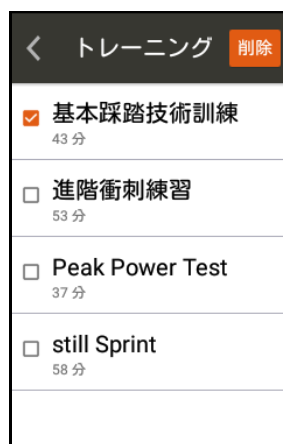 トレーニング 削除
基本踩踏技術訓練
43 分
進階衝刺練習
53 分
Peak Power Test
37 分
still Sprint
58 分